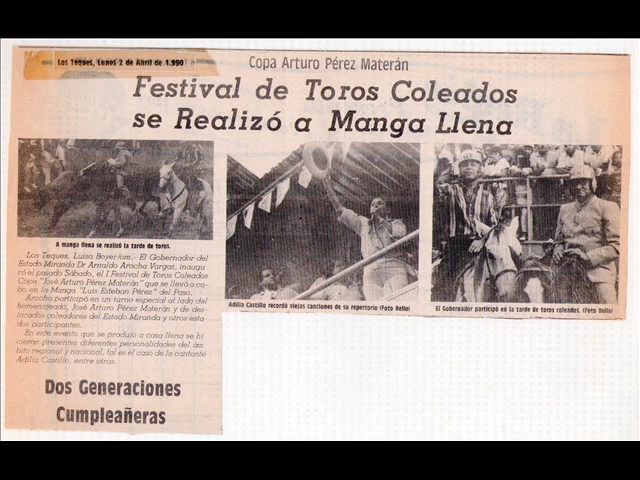 Los Teques, Lunes 2 de Abril de 1.990
Copa Arturo Pérez Materán
Festival de Toros Coleados
se Realizó a Manga Llena
A manga llena se realizó la tarde de toros.
Los Teques, Luisa Boyer/om.- El Gobernador del
Estado Miranda Dr Arnaldo Arocha Vargas, inaugu
ró el pasado Sábado, el I Festival de Toros Coleados
Copa "José Arturo Pérez Materán" que se llevó a ca-
bo en la Manga "Luis Esteban Pérez" del Paso.
Arocha participó en un turno especial al lado del
homenajeado, José Arturo Pérez Materán y de des-
tacados coleadores del Estado Miranda y otros esta
dos participantes.
En este evento que se produjo a casa llena se hi
cieron presentes diferentes personalidades del ám
bito regional y nacional, tal es el caso de la cantante
Adilia Castillo, entre otros.
Dos Generaciones
Cumpleañeras
Adilia Castillo recordó viejas canciones de su repertorio (Foto Bello)
El Gobernador participó en la tarde de toros coleados. (Foto Bello)